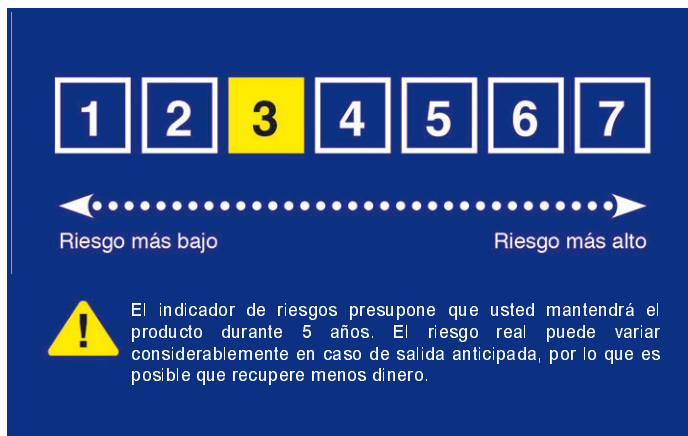 1 2 3 4 5 6 7
Riesgo más bajo Riesgo más alto
! El indicador de riesgos presupone que usted mantendrá el
producto durante 5 años. El riesgo real puede variar
considerablemente en caso de salida anticipada, por lo que es
posible que recupere menos dinero.